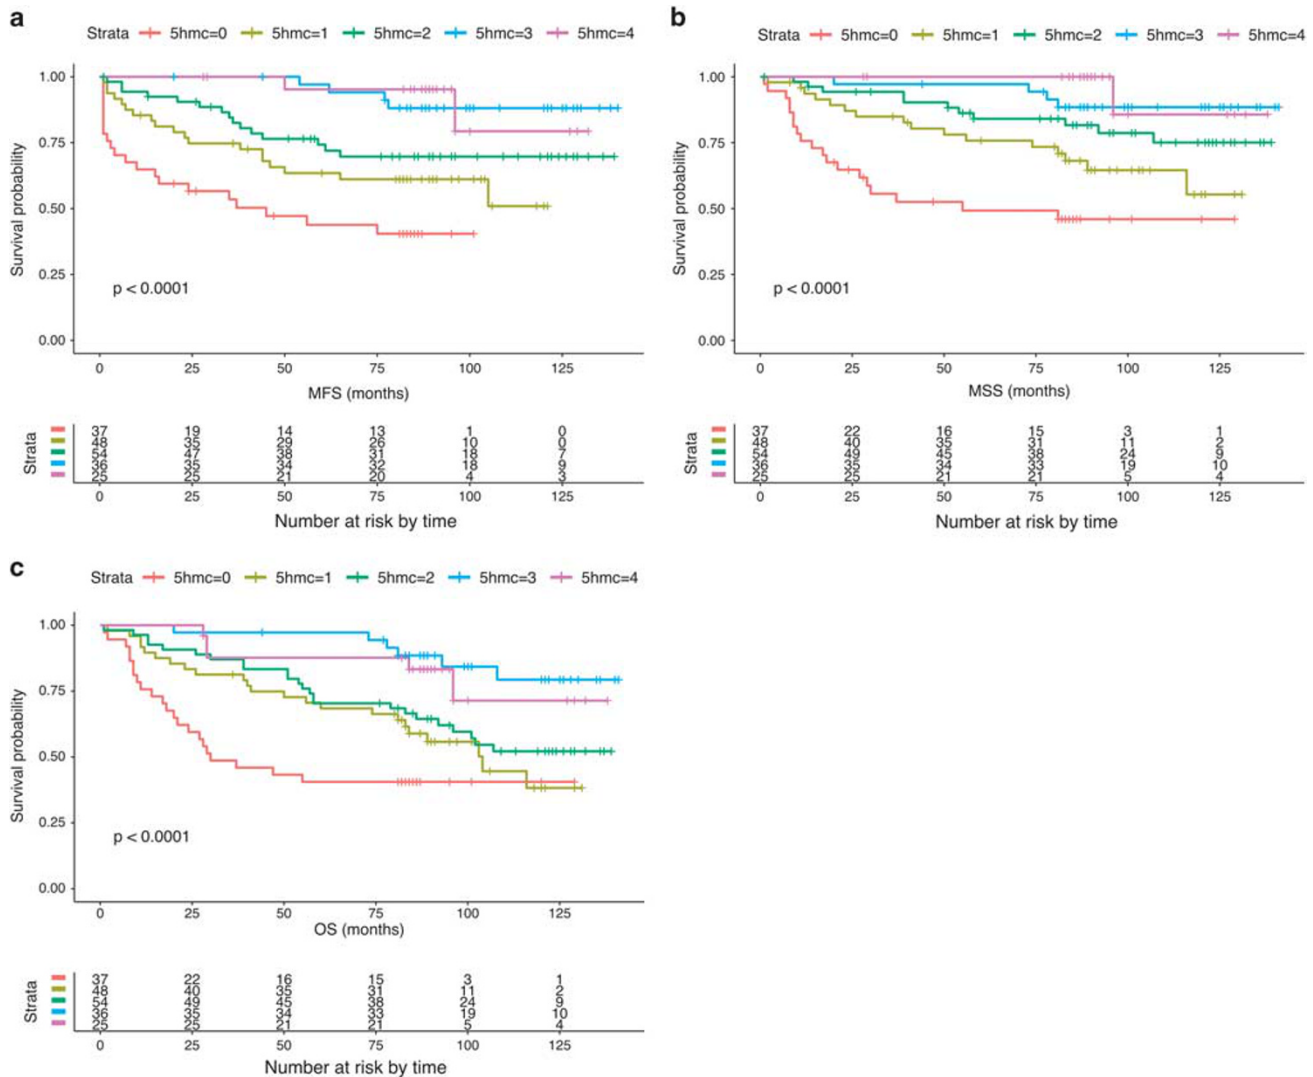 a
Strata 5hmc=0 5hmc=1 5hmc=2 5hmc=3 5hmc=4
Survival probability
1.00
0.75
0.50
0.25
0.00
p < 0.0001
0 25 50 75 100 125
MFS (months)
Strata
37 19 14 13 1 0
48 35 29 26 10 0
54 47 38 31 18 7
36 35 34 32 18 9
25 25 21 20 4 3
0 25 50 75 100 125
Number at risk by time
b
Strata 5hmc=0 5hmc=1 5hmc=2 5hmc=3 5hmc=4
Survival probability
1.00
0.75
0.50
0.25
0.00
p < 0.0001
0 25 50 75 100 125
MSS (months)
Strata
37 22 16 15 3 1
48 40 35 31 11 2
54 49 45 38 24 9
36 35 34 33 19 10
25 25 21 21 5 4
0 25 50 75 100 125
Number at risk by time
c
Strata 5hmc=0 5hmc=1 5hmc=2 5hmc=3 5hmc=4
Survival probability
1.00
0.75
0.50
0.25
0.00
p < 0.0001
0 25 50 75 100 125
OS (months)
Strata
37 22 16 15 3 1
48 40 35 31 11 2
54 49 45 38 24 9
36 35 34 33 19 10
25 25 21 21 5 4
0 25 50 75 100 125
Number at risk by time